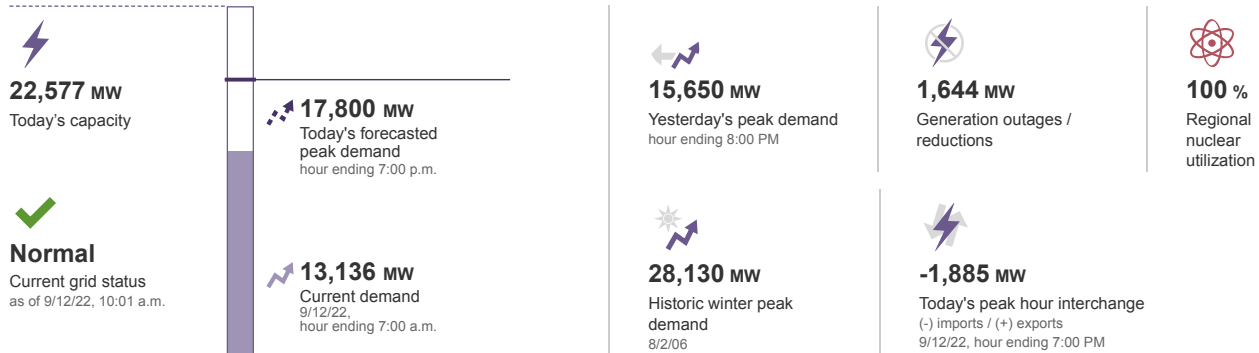 22,577 MW
Today's capacity
Normal
Current grid status
as of 9/12/22, 10:01 a.m.
17,800 MW
Today's forecasted
peak demand
hour ending 7:00 p.m.
13,136 MW
Current demand
9/12/22,
hour ending 7:00 a.m.
15,650 MW
Yesterday's peak demand
hour ending 8:00 PM
1,644 MW
Generation outages /
reductions
100 %
Regional
nuclear
utilization
28,130 MW
Historic winter peak
demand
8/2/06
-1,885 MW
Today's peak hour interchange
(-) imports / (+) exports
9/12/22, hour ending 7:00 PM